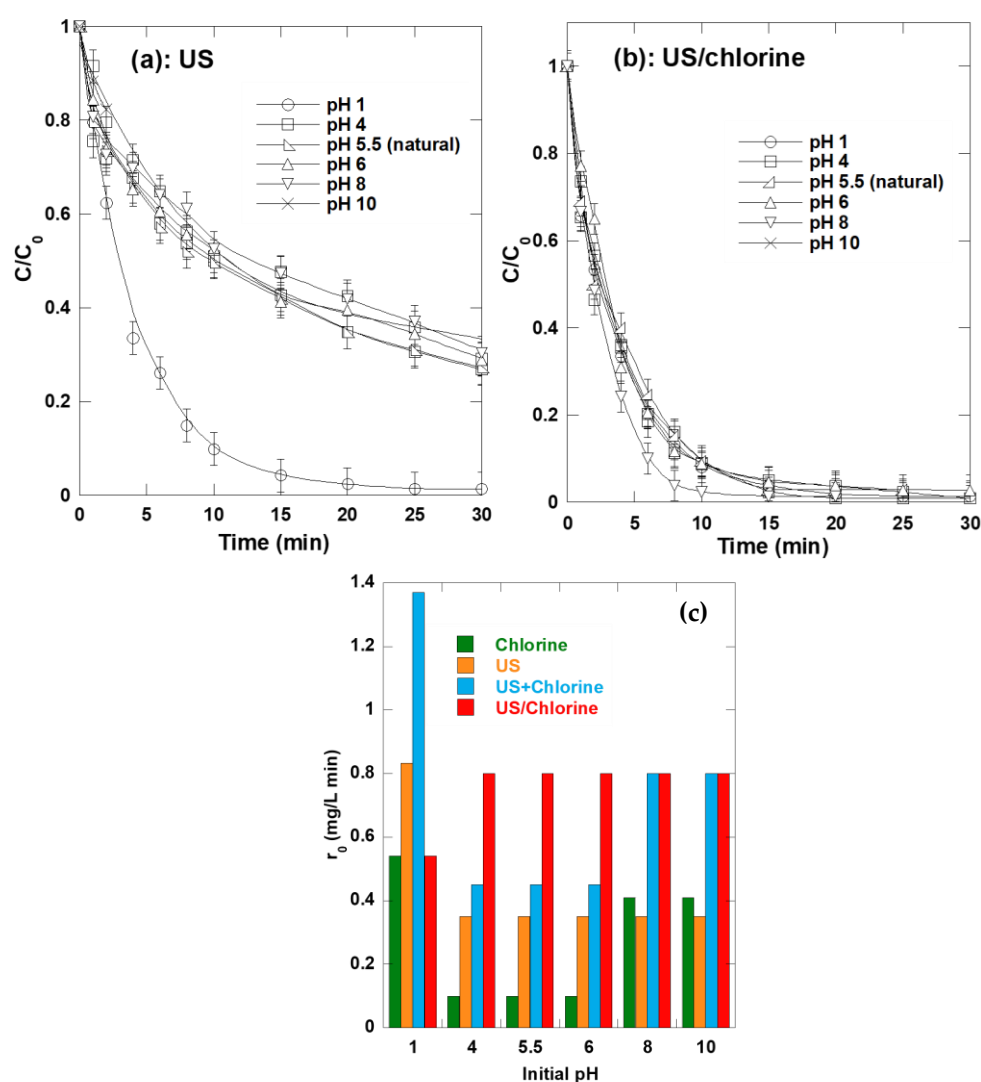 (a): US
pH 1
pH 4
pH 5.5 (natural)
pH 6
pH 8
pH 10
C/C0
1
0.8
0.6
0.4
0.2
0
0 5 10 15 20 25 30
Time (min)
(b): US/chlorine
pH 1
pH 4
pH 5.5 (natural)
pH 6
pH 8
pH 10
C/C0
1
0.8
0.6
0.4
0.2
0
0 5 10 15 20 25 30
Time (min)
(c)
Chlorine
US
US+Chlorine
US/Chlorine
r0 (mg/L min)
1.4
1.2
1
0.8
0.6
0.4
0.2
0
1 4 5.5 6 8 10
Initial pH